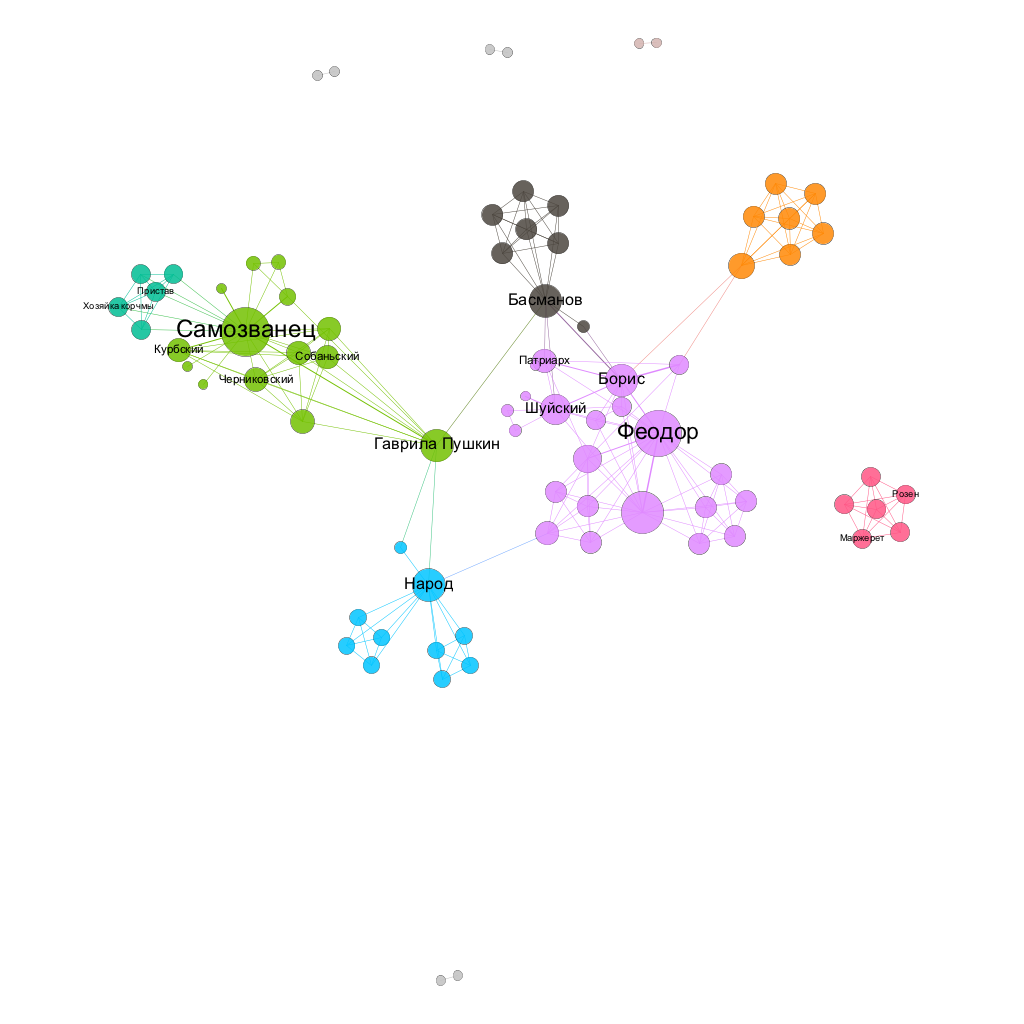 Пристав
Басманов
Хозяйка корчмы
Самозванец
Курбский
Собаньский
Патриарх
Черниковский
Борис
Шуйский
Феодор
Гаврила Пушкин
Розен
Маржерет
Народ